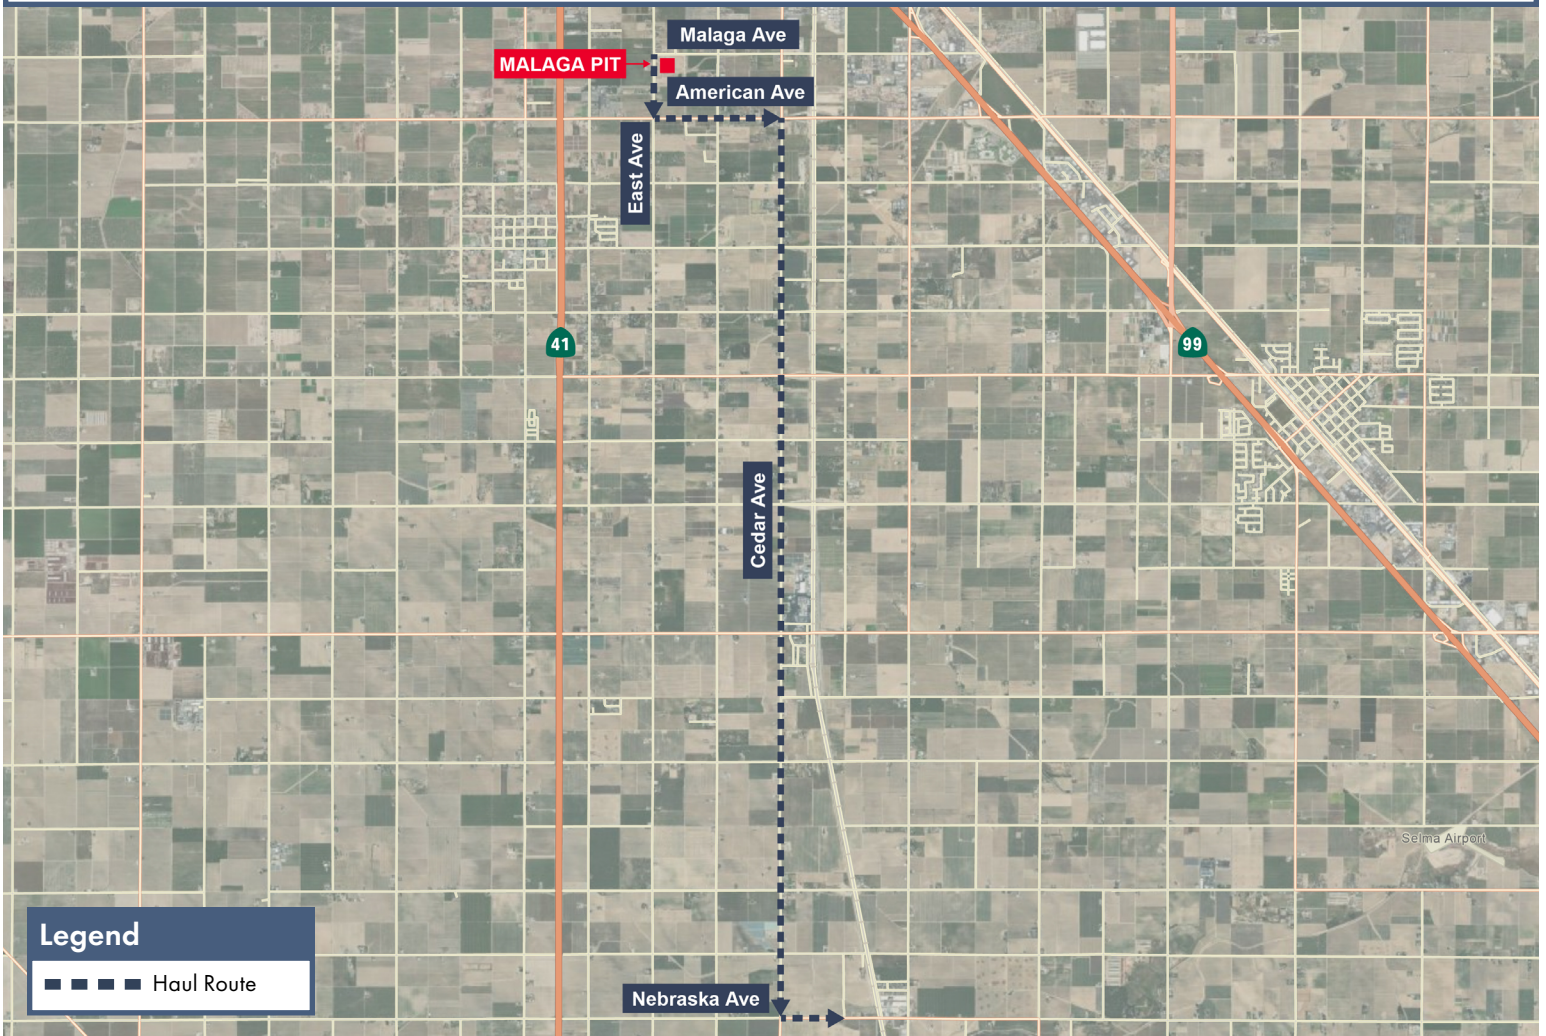 Malaga Ave
MALAGA PIT
American Ave
East Ave
41
99
Cedar Ave
Selma Airport
Legend
Haul Route
Nebraska Ave